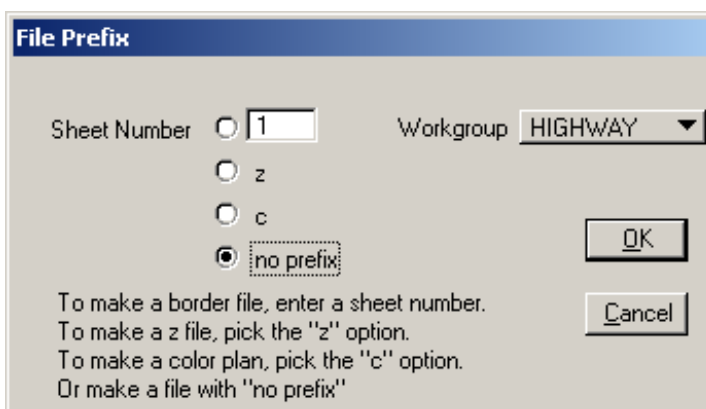 File Prefix
Sheet Number 1 Workgroup HIGHWAY
z
c
no prefix
OK
Cancel
To make a border file, enter a sheet number.
To make a z file, pick the "z" option.
To make a color plan, pick the "c" option.
Or make a file with "no prefix"